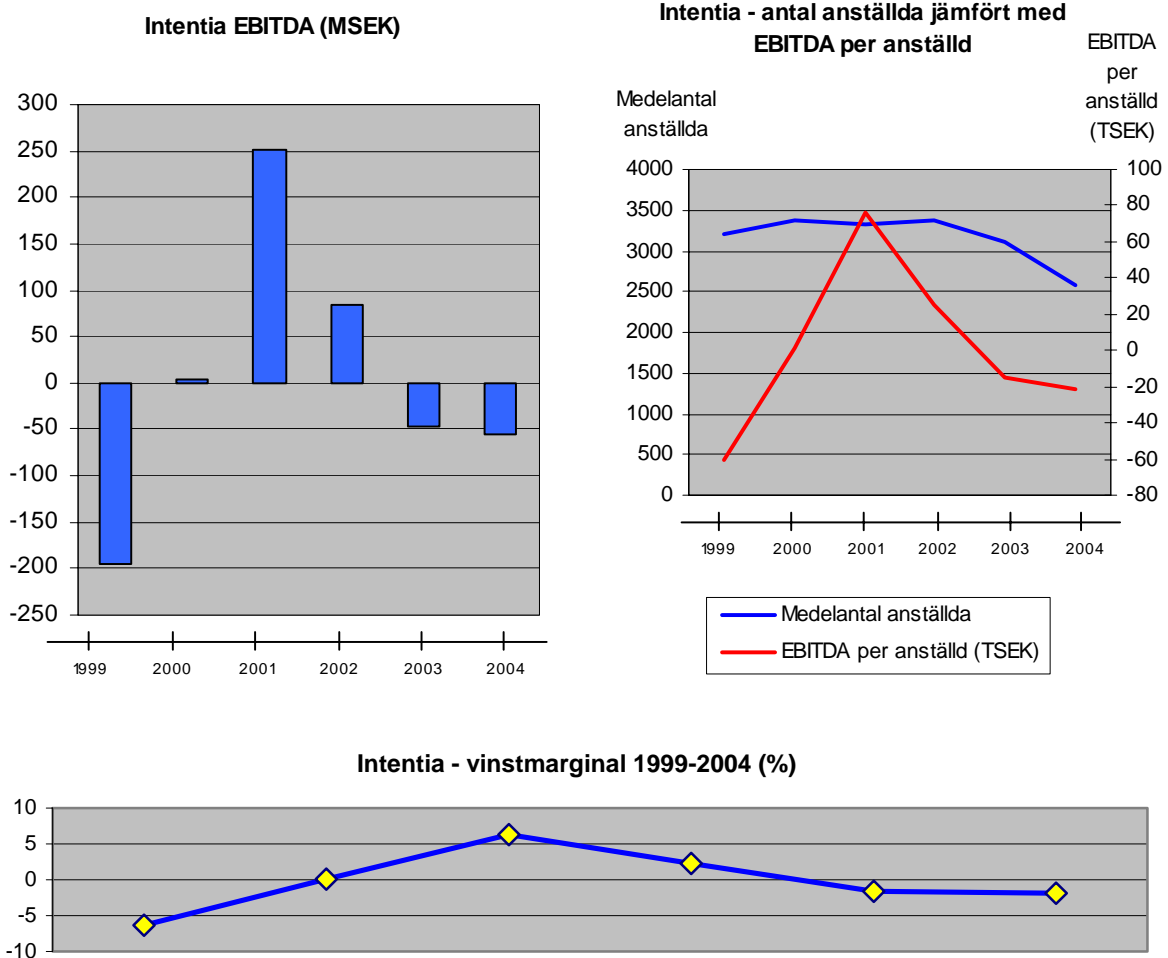 Intentia EBITDA (MSEK)
300
250
200
150
100
50
0
-50
-100
-150
-200
-250
1999 2000 2001 2002 2003 2004
Intentia - antal anställda jämfört med
EBITDA per anställd
Medelantal
anställda
EBITDA
per
anställd
(TSEK)
4000
3500
3000
2500
2000
1500
1000
500
0
100
80
60
40
20
0
-20
-40
-60
-80
1999 2000 2001 2002 2003 2004
Medelantal anställda
EBITDA per anställd (TSEK)
Intentia - vinstmarginal 1999-2004 (%)
10
5
0
-5
-10